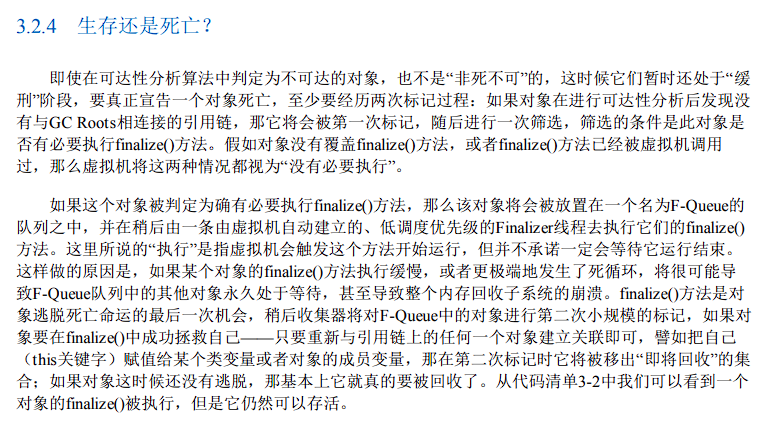 3.2.4 生存还是死亡？
即使在可达性分析算法中判定为不可达的对象，也不是“非死不可”的，这时候它们暂时还处于“缓
刑”阶段，要真正宣告一个对象死亡，至少要经历两次标记过程：如果对象在进行可达性分析后发现没
有与GC Roots相连接的引用链，那它将会被第一次标记，随后进行一次筛选，筛选的条件是此对象是
否有必要执行finalize()方法。假如对象没有覆盖finalize()方法，或者finalize()方法已经被虚拟机调用
过，那么虚拟机将这两种情况都视为“没有必要执行”。
如果这个对象被判定为确有必要执行finalize()方法，那么该对象将会被放置在一个名为F-Queue的
队列之中，并在稍后由一条由虚拟机自动建立的、低调度优先级的Finalizer线程去执行它们的finalize()
方法。这里所说的“执行”是指虚拟机会触发这个方法开始运行，但并不承诺一定会等待它运行结束。
这样做的原因是，如果某个对象的finalize()方法执行缓慢，或者更极端地发生了死循环，将很可能导
致F-Queue队列中的其他对象永久处于等待，甚至导致整个内存回收子系统的崩溃。finalize()方法是对
象逃脱死亡命运的最后一次机会，稍后收集器将对F-Queue中的对象进行第二次小规模的标记，如果对
象要在finalize()中成功拯救自己——只要重新与引用链上的任何一个对象建立关联即可，譬如把自己
（this关键字）赋值给某个类变量或者对象的成员变量，那在第二次标记时它将被移出“即将回收”的集
合；如果对象这时候还没有逃脱，那基本上它就真的要被回收了。从代码清单3-2中我们可以看到一个
对象的finalize()被执行，但是它仍然可以存活。